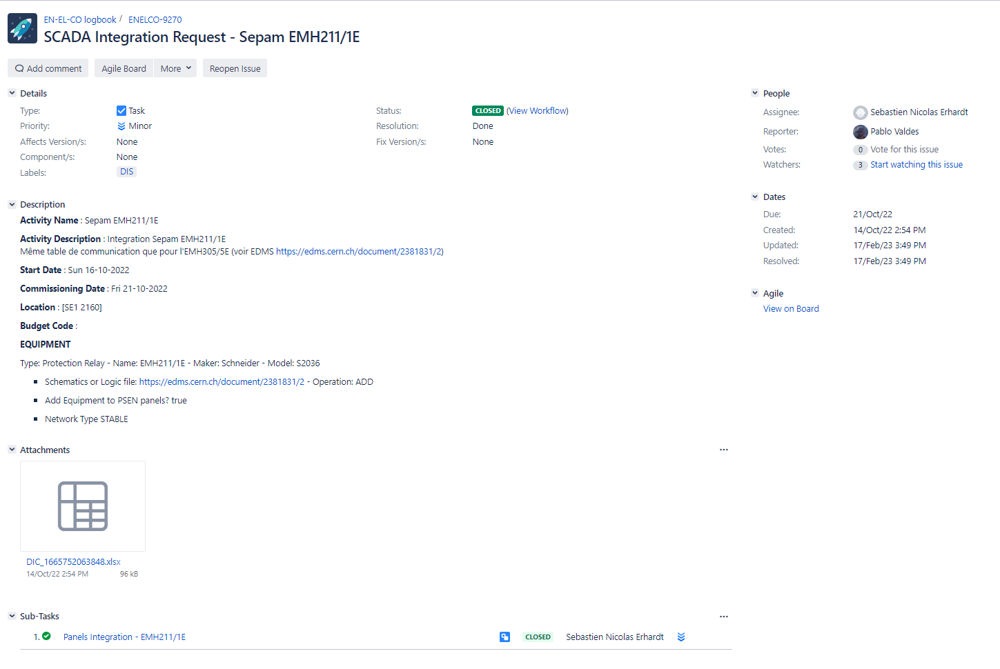 EN-EL-CO logbook / ENELCO-9270
SCADA Integration Request - Sepam EMH211/1E
Add comment Agile Board More Reopen Issue
Details
Type: Task
Priority: Minor
Affects Version/s: None
Component/s: None
Labels: DIS
Status: CLOSED (View Workflow)
Resolution: Done
Fix Version/s: None
Description
Activity Name : Sepam EMH211/1E
Activity Description : Integration Sepam EMH211/1E
Même table de communication que pour l'EMH305/5E (voir EDMS https://edms.cern.ch/document/2381831/2)
Start Date : Sun 16-10-2022
Commissioning Date : Fri 21-10-2022
Location : [SE1 2160]
Budget Code :
EQUIPMENT
Type: Protection Relay - Name: EMH211/1E - Maker: Schneider - Model: S2036
Schematics or Logic file: https://edms.cern.ch/document/2381831/2 - Operation: ADD
Add Equipment to PSEN panels? true
Network Type STABLE
Attachments
DIC_1665752063848.xlsx
14/Oct/22 2:54 PM 96 kB
Sub-Tasks
1. Panels Integration - EMH211/1E CLOSED Sebastien Nicolas Erhardt
People
Assignee: Sebastien Nicolas Erhardt
Reporter: Pablo Valdes
Votes: 0 Vote for this issue
Watchers: 3 Start watching this issue
Dates
Due: 21/Oct/22
Created: 14/Oct/22 2:54 PM
Updated: 17/Feb/23 3:49 PM
Resolved: 17/Feb/23 3:49 PM
Agile
View on Board